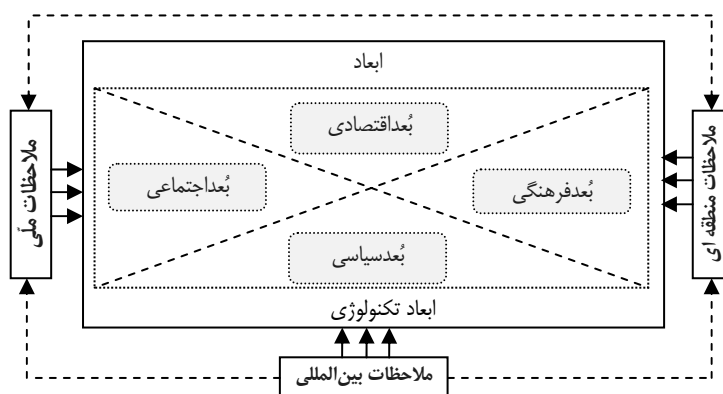 ابعاد
بُعداقتصادی
بُعدفرهنگی
بُعداجتماعی
بُعدسیاسی
ابعاد تکنولوژی
ملاحظات منطقه ای
ملاحظات ملّی
ملاحظات بین‌المللی